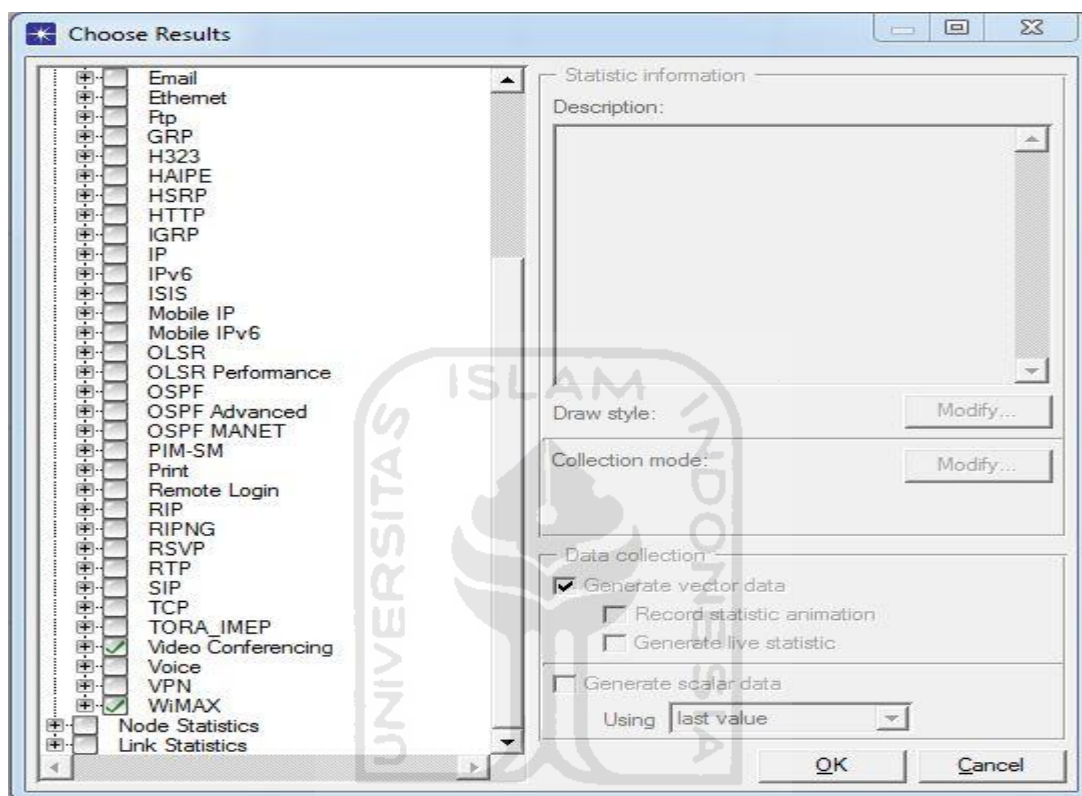 Choose Results
Email
Ethernet
Ftp
GRP
H323
HAIPE
HSRP
HTTP
IGRP
IP
IPv6
ISIS
Mobile IP
Mobile IPv6
OLSR
OLSR Performance
OSPF
OSPF Advanced
OSPF MANET
PIM-SM
Print
Remote Login
RIP
RIPNG
RSVP
RTP
SIP
TCP
TORA_IMEP
Video Conferencing
Voice
VPN
WiMAX
Node Statistics
Link Statistics
Statistic information
Description:
Draw style:
Modify...
Collection mode:
Modify...
Data collection
Generate vector data
Record statistic animation
Generate live statistic
Generate scalar data
Using last value
OK
Cancel
UNIVERSITAS
ISLAM
INDONESIA